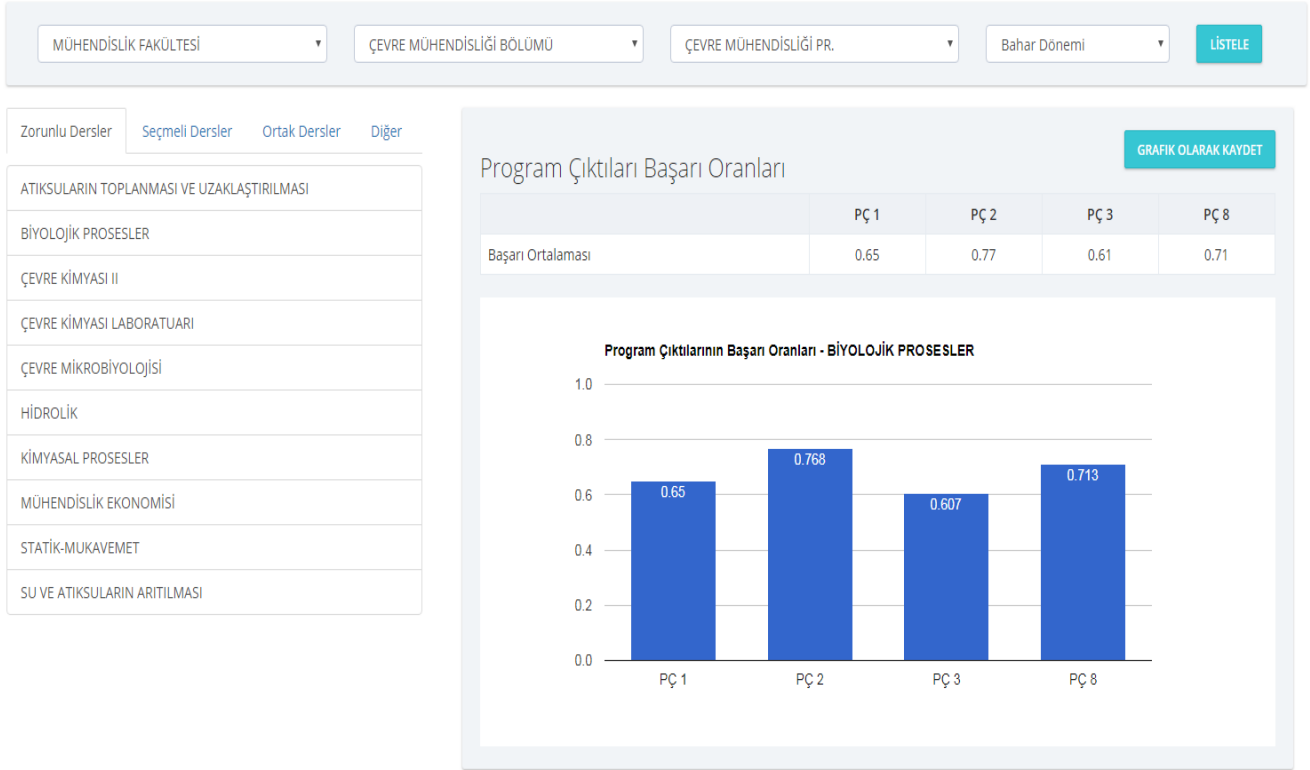 MÜHENDİSLİK FAKÜLTESİ ÇEVRE MÜHENDİSLİĞİ BÖLÜMÜ ÇEVRE MÜHENDİSLİĞİ PR. Bahar Dönemi LİSTELE
Zorunlu Dersler Seçmeli Dersler Ortak Dersler Diğer
ATIKSULARIN TOPLANMASI VE UZAKLAŞTIRILMASI
BİYOLOJİK PROSESLER
ÇEVRE KİMYASI II
ÇEVRE KİMYASI LABORATUARI
ÇEVRE MİKROBİYOLOJİSİ
HİDROLİK
KİMYASAL PROSESLER
MÜHENDİSLİK EKONOMİSİ
STATİK-MUKAVEMET
SU VE ATIKSULARIN ARITILMASI
GRAFIK OLARAK KAYDET
Program Çıktıları Başarı Oranları
PÇ 1 PÇ 2 PÇ 3 PÇ 8
Başarı Ortalaması 0.65 0.77 0.61 0.71
Program Çıktılarının Başarı Oranları - BİYOLOJİK PROSESLER
1.0
0.8
0.6
0.4
0.2
0.0
0.65 0.768 0.607 0.713
PÇ 1 PÇ 2 PÇ 3 PÇ 8